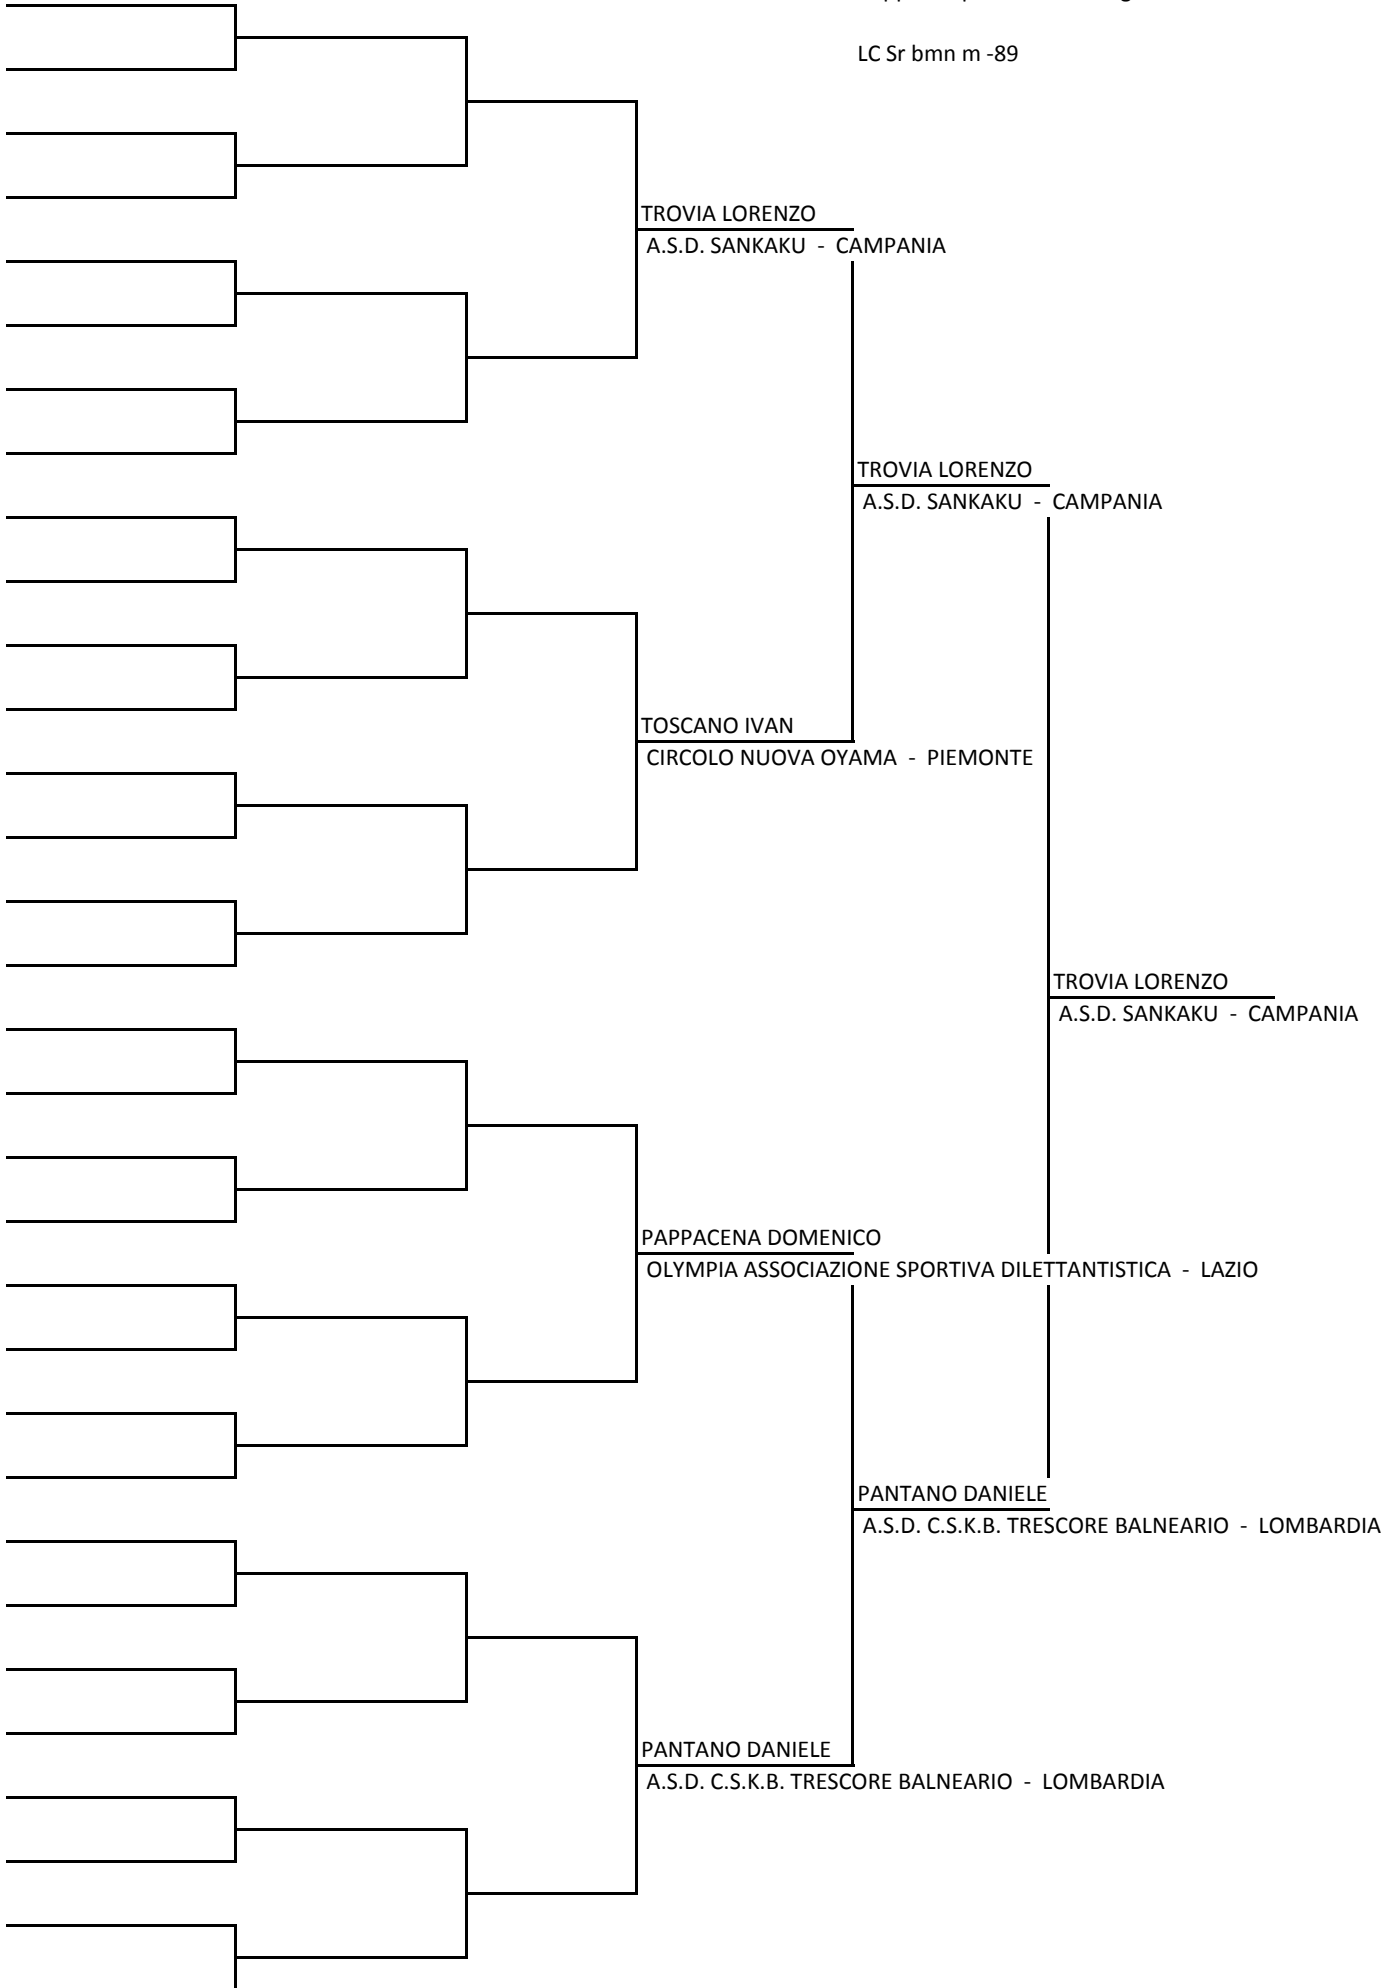 LC Sr bmn m -89
TROVIA LORENZO
A.S.D. SANKAKU - CAMPANIA
TROVIA LORENZO
A.S.D. SANKAKU - CAMPANIA
TOSCANO IVAN
CIRCOLO NUOVA OYAMA - PIEMONTE
TROVIA LORENZO
A.S.D. SANKAKU - CAMPANIA
PAPPACENA DOMENICO
OLYMPIA ASSOCIAZIONE SPORTIVA DILETTANTISTICA - LAZIO
PANTANO DANIELE
A.S.D. C.S.K.B. TRESCORE BALNEARIO - LOMBARDIA
PANTANO DANIELE
A.S.D. C.S.K.B. TRESCORE BALNEARIO - LOMBARDIA